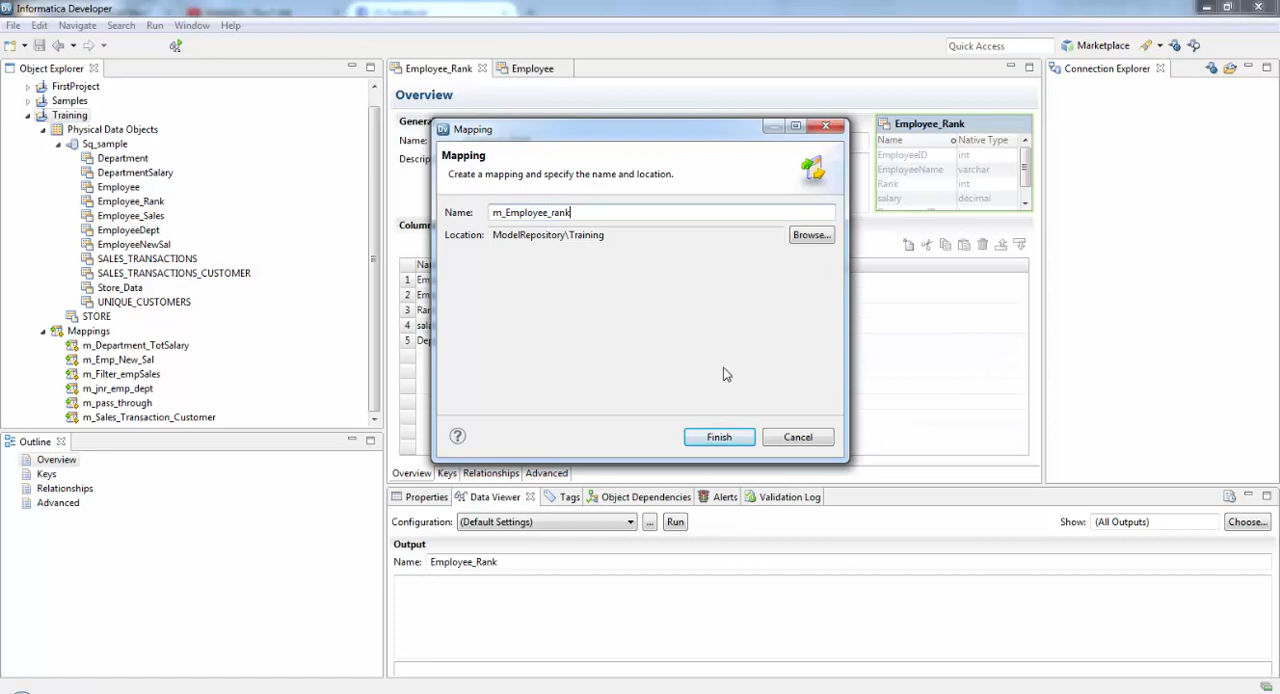 Informatica Developer
File Edit Navigate Search Run Window Help
Quick Access
Marketplace
Object Explorer
FirstProject
Samples
Training
Physical Data Objects
Sq_sample
Department
DepartmentSalary
Employee
Employee_Rank
Employee_Sales
EmployeeDept
EmployeeNewSal
SALES_TRANSACTIONS
SALES_TRANSACTIONS_CUSTOMER
Store_Data
UNIQUE_CUSTOMERS
STORE
Mappings
m_Department_TotSalary
m_Emp_New_Sal
m_Filter_empSales
m_jnr_emp_dept
m_pass_through
m_Sales_Transaction_Customer
Outline
Overview
Keys
Relationships
Advanced
Employee_Rank Employee
Overview
Name:
Mapping
Mapping
Create a mapping and specify the name and location.
Name: m_Employee_rank
Location: ModelRepository\Training Browse...
Finish Cancel
Employee_Rank
Name Native Type
EmployeeID int
EmployeeName varchar
Rank int
salary decimal
1
2
3
4
5
Overview Keys Relationships Advanced
Properties Data Viewer Tags Object Dependencies Alerts Validation Log
Configuration: (Default Settings) ... Run Show: (All Outputs) Choose...
Output
Name: Employee_Rank
Connection Explorer